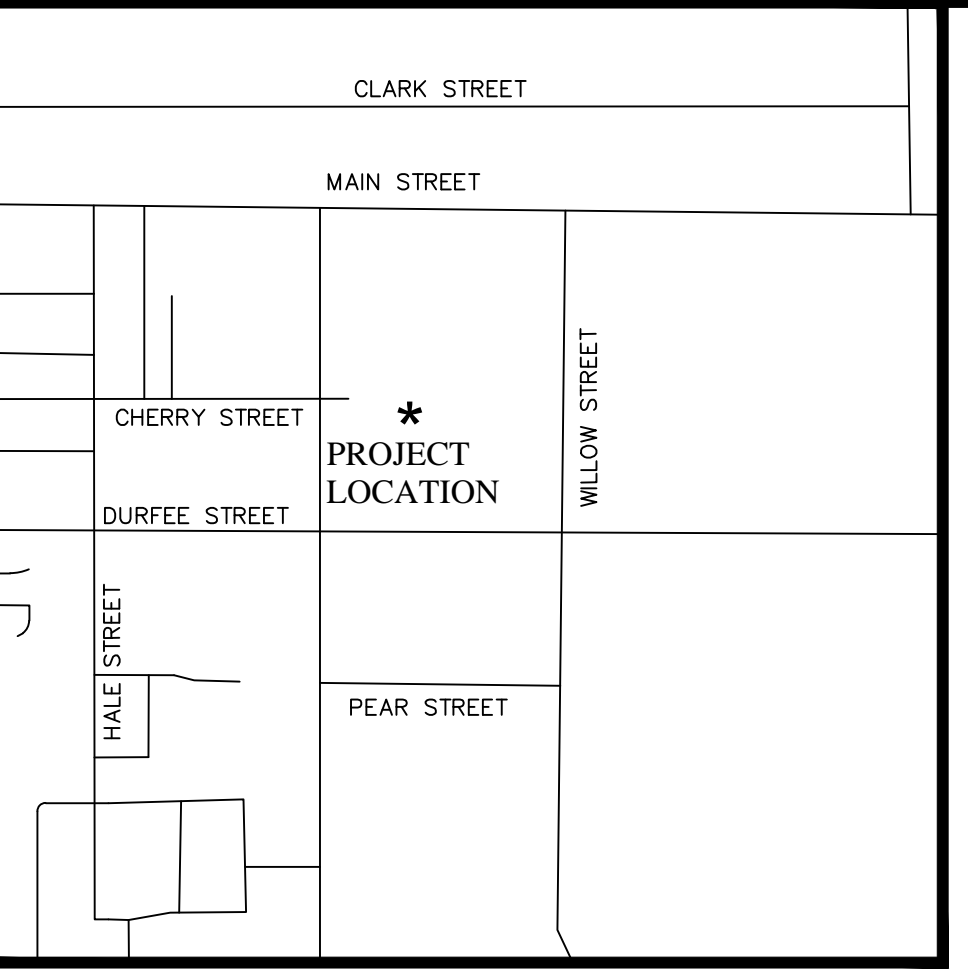 CLARK STREET
MAIN STREET
WILLOW STREET
CHERRY STREET
*
PROJECT
LOCATION
DURFEE STREET
HALE STREET
PEAR STREET